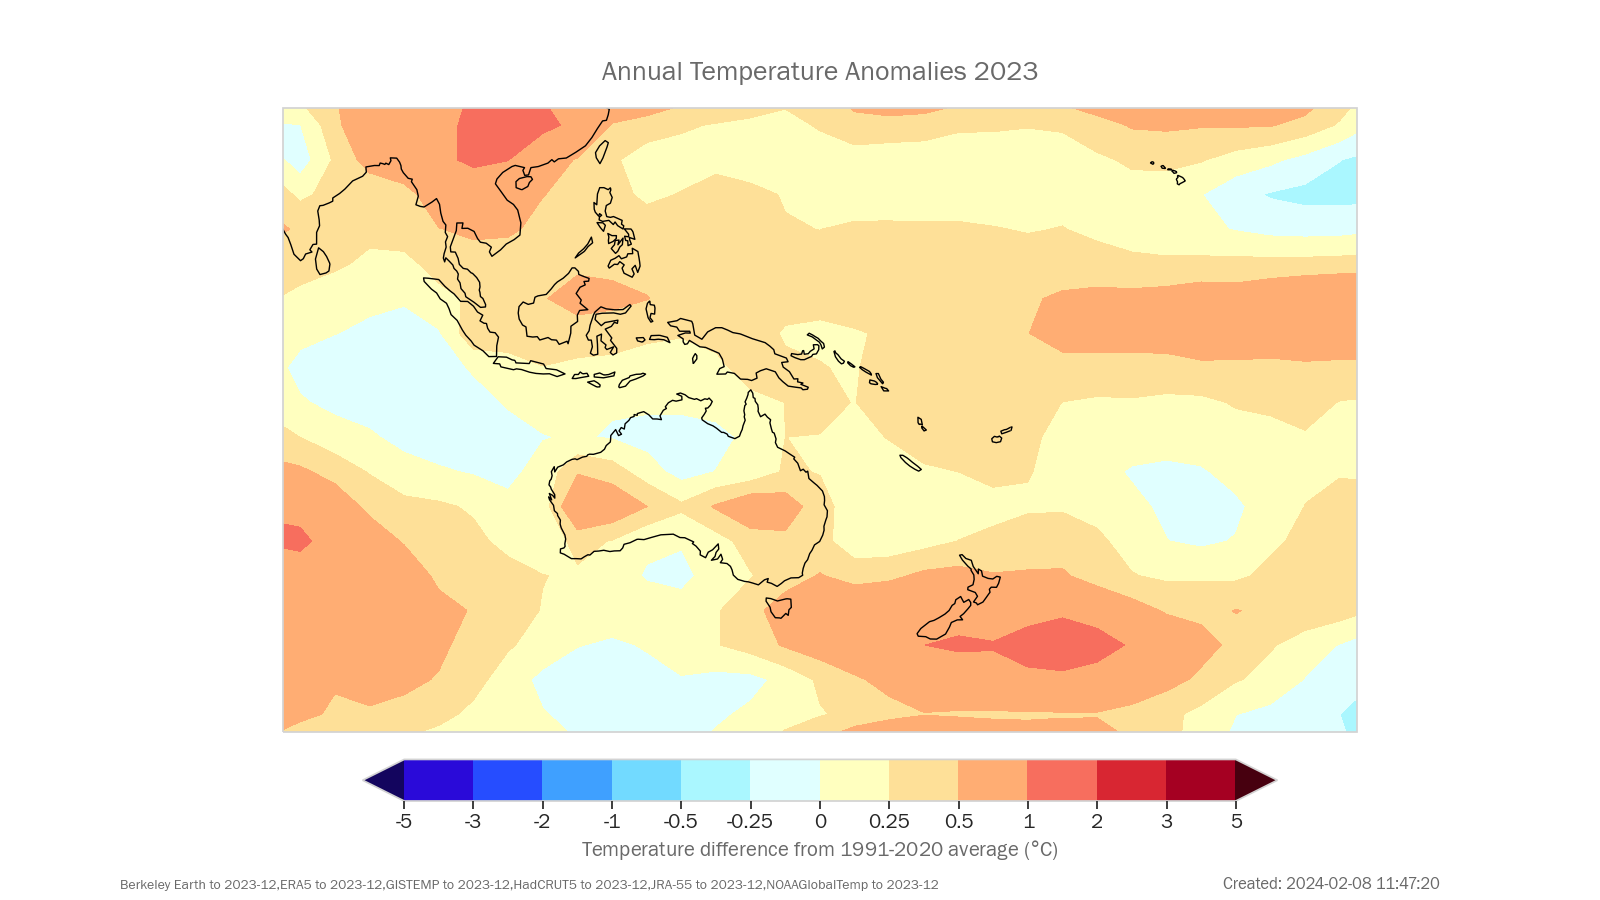 Annual Temperature Anomalies 2023
-5 -3 -2 -1 -0.5 -0.25 0 0.25 0.5 1 2 3 5
Temperature difference from 1991-2020 average (°C)
Berkeley Earth to 2023-12,ERA5 to 2023-12,GISTEMP to 2023-12,HadCRUT5 to 2023-12,JRA-55 to 2023-12,NOAAGlobalTemp to 2023-12
Created: 2024-02-08 11:47:20